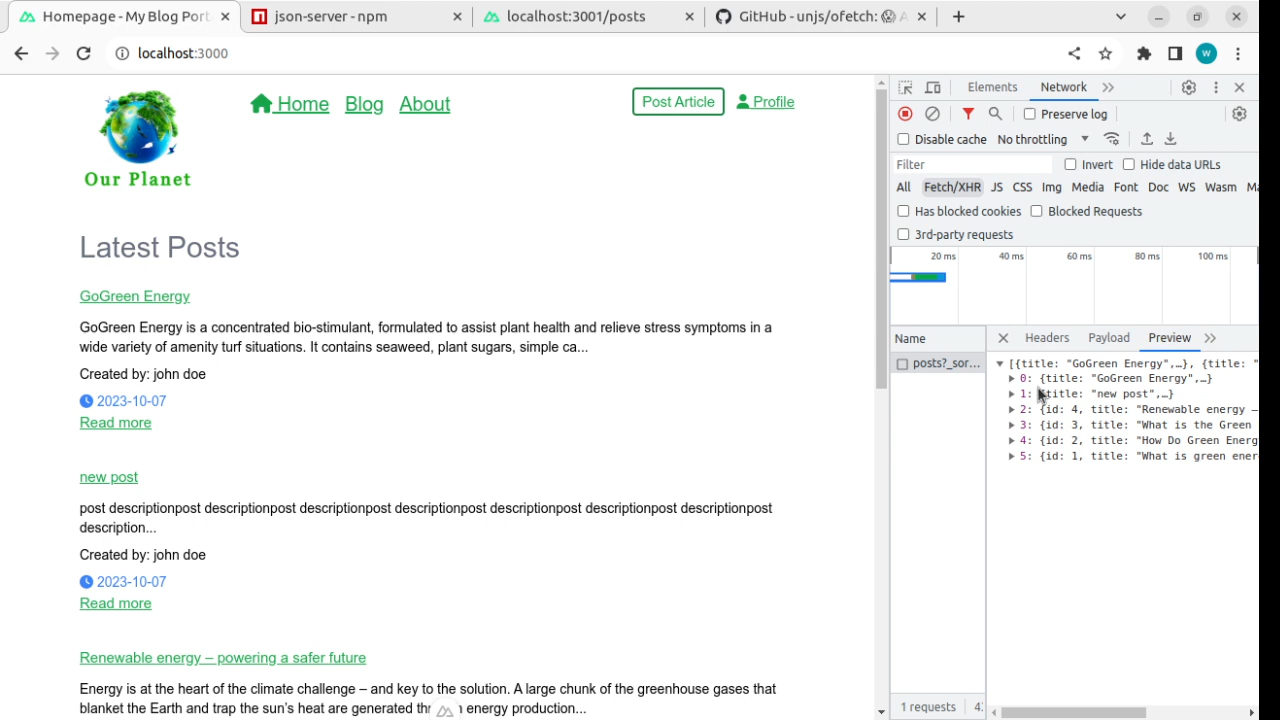 Homepage - My Blog Port
json-server - npm
localhost:3001/posts
GitHub - unjs/ofetch: 😱 A
localhost:3000
W
Our Planet
Home
Blog
About
Post Article
Profile
Latest Posts
GoGreen Energy
GoGreen Energy is a concentrated bio-stimulant, formulated to assist plant health and relieve stress symptoms in a
wide variety of amenity turf situations. It contains seaweed, plant sugars, simple ca...
Created by: john doe
2023-10-07
Read more
new post
post descriptionpost descriptionpost descriptionpost descriptionpost descriptionpost descriptionpost descriptionpost
description...
Created by: john doe
2023-10-07
Read more
Renewable energy – powering a safer future
Energy is at the heart of the climate challenge – and key to the solution. A large chunk of the greenhouse gases that
blanket the Earth and trap the sun's heat are generated energy production...
Elements
Network
Preserve log
Disable cache
No throttling
Filter
Invert
Hide data URLs
All
Fetch/XHR
JS
CSS
Img
Media
Font
Doc
WS
Wasm
Has blocked cookies
Blocked Requests
3rd-party requests
20 ms
40 ms
60 ms
80 ms
100 ms
Name
Headers
Payload
Preview
posts?_sor...
[{title: "GoGreen Energy",…}, {title: "
0: {title: "GoGreen Energy",…}
1: {title: "new post",…}
2: {id: 4, title: "Renewable energy –
3: {id: 3, title: "What is the Green
4: {id: 2, title: "How Do Green Energ
5: {id: 1, title: "What is green ener
1 requests